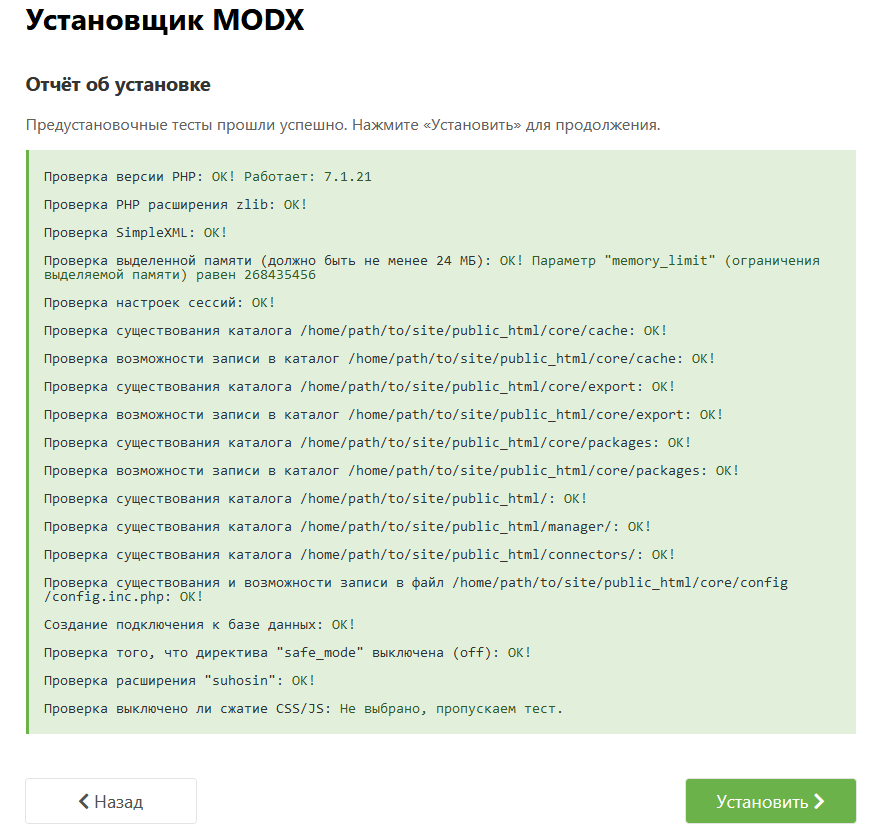 Установщик MODX
Отчёт об установке
Предустановочные тесты прошли успешно. Нажмите «Установить» для продолжения.
Проверка версии PHP: OK! Работает: 7.1.21
Проверка PHP расширения zlib: OK!
Проверка SimpleXML: OK!
Проверка выделенной памяти (должно быть не менее 24 МБ): OK! Параметр "memory_limit" (ограничения
выделяемой памяти) равен 268435456
Проверка настроек сессий: OK!
Проверка существования каталога /home/path/to/site/public_html/core/cache: OK!
Проверка возможности записи в каталог /home/path/to/site/public_html/core/cache: OK!
Проверка существования каталога /home/path/to/site/public_html/core/export: OK!
Проверка возможности записи в каталог /home/path/to/site/public_html/core/export: OK!
Проверка существования каталога /home/path/to/site/public_html/core/packages: OK!
Проверка возможности записи в каталог /home/path/to/site/public_html/core/packages: OK!
Проверка существования каталога /home/path/to/site/public_html/: OK!
Проверка существования каталога /home/path/to/site/public_html/manager/: OK!
Проверка существования каталога /home/path/to/site/public_html/connectors/: OK!
Проверка существования и возможности записи в файл /home/path/to/site/public_html/core/config
/config.inc.php: OK!
Создание подключения к базе данных: OK!
Проверка того, что директива "safe_mode" выключена (off): OK!
Проверка расширения "suhosin": OK!
Проверка выключено ли сжатие CSS/JS: Не выбрано, пропускаем тест.
Назад
Установить